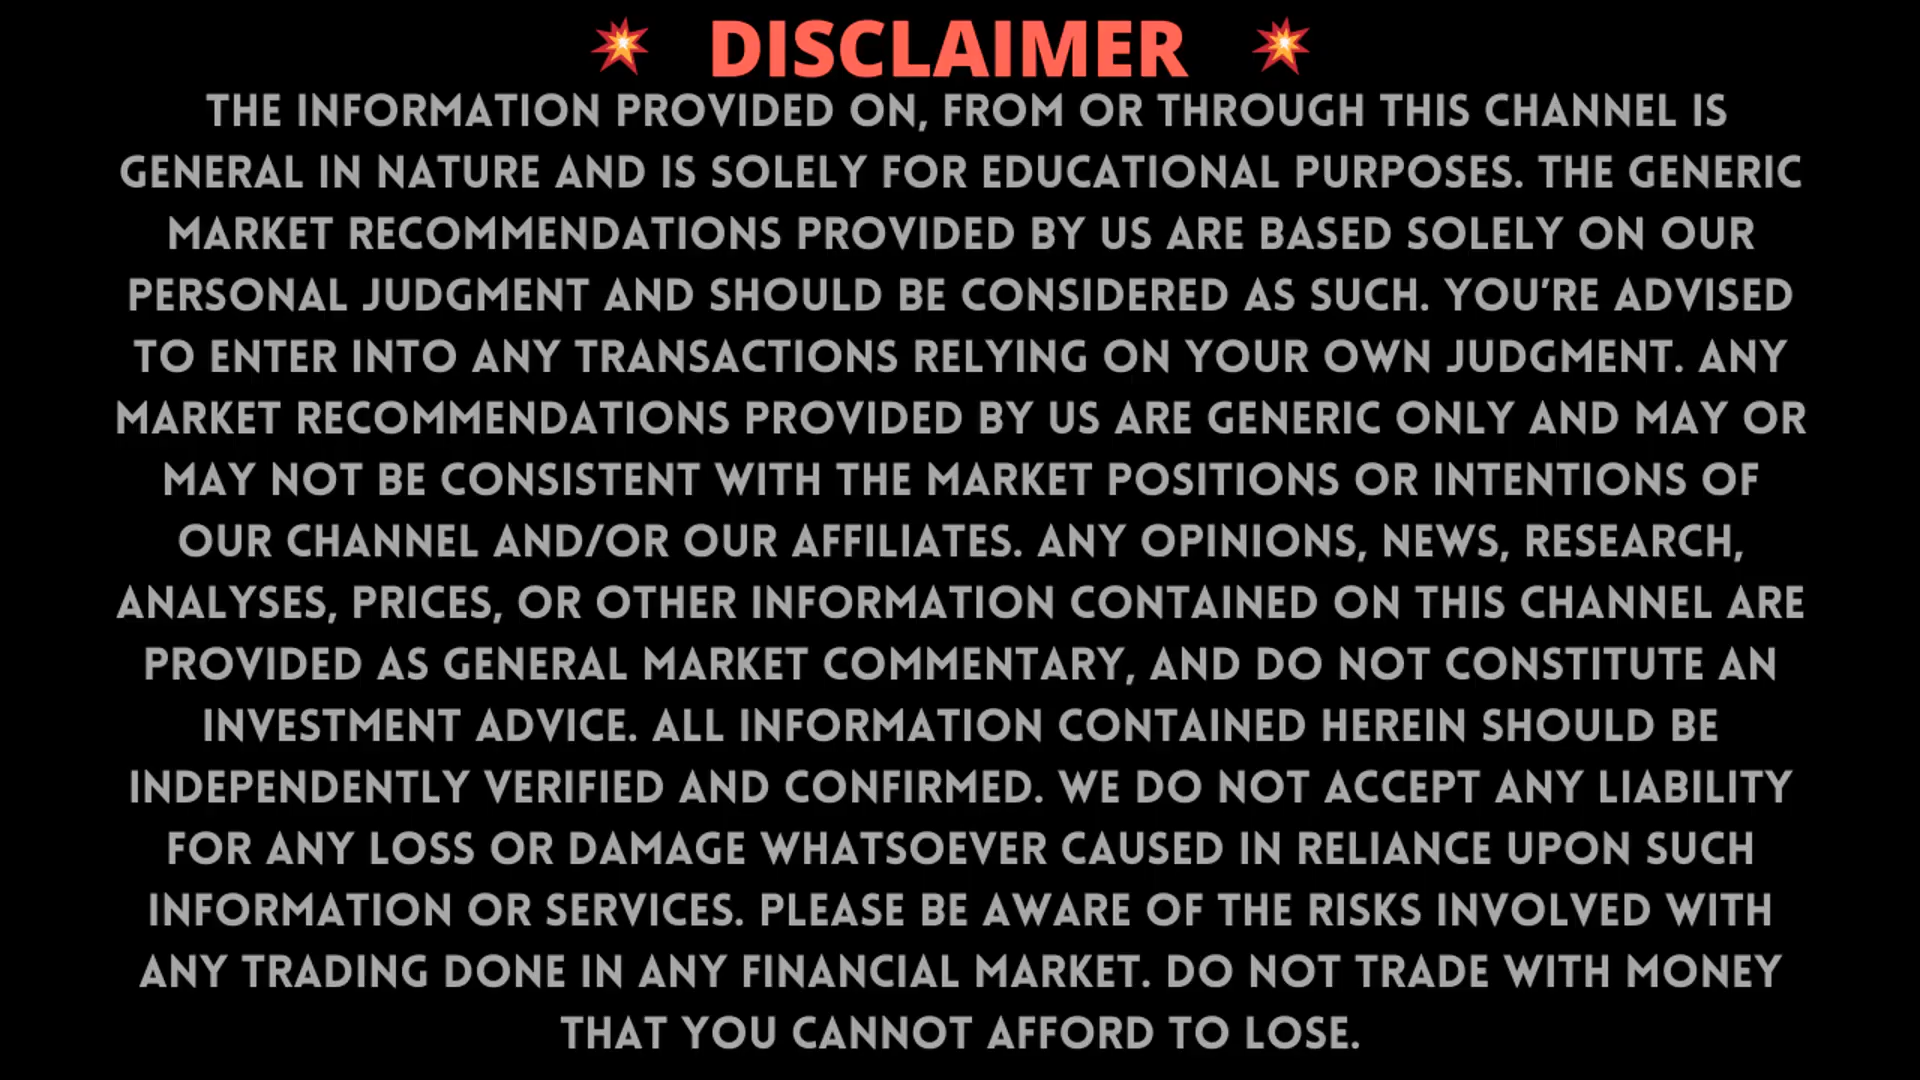 💥 DISCLAIMER 💥
THE INFORMATION PROVIDED ON, FROM OR THROUGH THIS CHANNEL IS
GENERAL IN NATURE AND IS SOLELY FOR EDUCATIONAL PURPOSES. THE GENERIC
MARKET RECOMMENDATIONS PROVIDED BY US ARE BASED SOLELY ON OUR
PERSONAL JUDGMENT AND SHOULD BE CONSIDERED AS SUCH. YOU'RE ADVISED
TO ENTER INTO ANY TRANSACTIONS RELYING ON YOUR OWN JUDGMENT. ANY
MARKET RECOMMENDATIONS PROVIDED BY US ARE GENERIC ONLY AND MAY OR
MAY NOT BE CONSISTENT WITH THE MARKET POSITIONS OR INTENTIONS OF
OUR CHANNEL AND/OR OUR AFFILIATES. ANY OPINIONS, NEWS, RESEARCH,
ANALYSES, PRICES, OR OTHER INFORMATION CONTAINED ON THIS CHANNEL ARE
PROVIDED AS GENERAL MARKET COMMENTARY, AND DO NOT CONSTITUTE AN
INVESTMENT ADVICE. ALL INFORMATION CONTAINED HEREIN SHOULD BE
INDEPENDENTLY VERIFIED AND CONFIRMED. WE DO NOT ACCEPT ANY LIABILITY
FOR ANY LOSS OR DAMAGE WHATSOEVER CAUSED IN RELIANCE UPON SUCH
INFORMATION OR SERVICES. PLEASE BE AWARE OF THE RISKS INVOLVED WITH
ANY TRADING DONE IN ANY FINANCIAL MARKET. DO NOT TRADE WITH MONEY
THAT YOU CANNOT AFFORD TO LOSE.